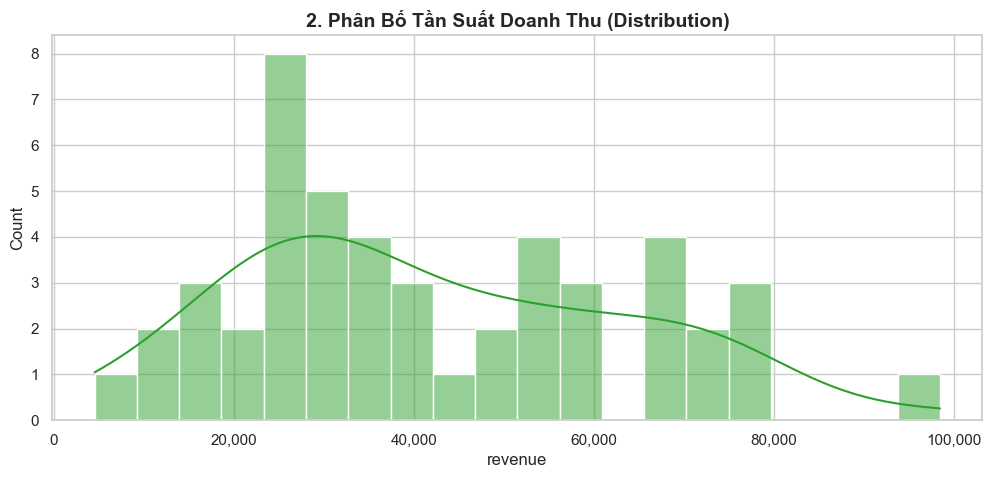 2. Phân Bố Tần Suất Doanh Thu (Distribution)
8
7
6
5
4
3
2
1
0
Count
0 20,000 40,000 60,000 80,000 100,000
revenue